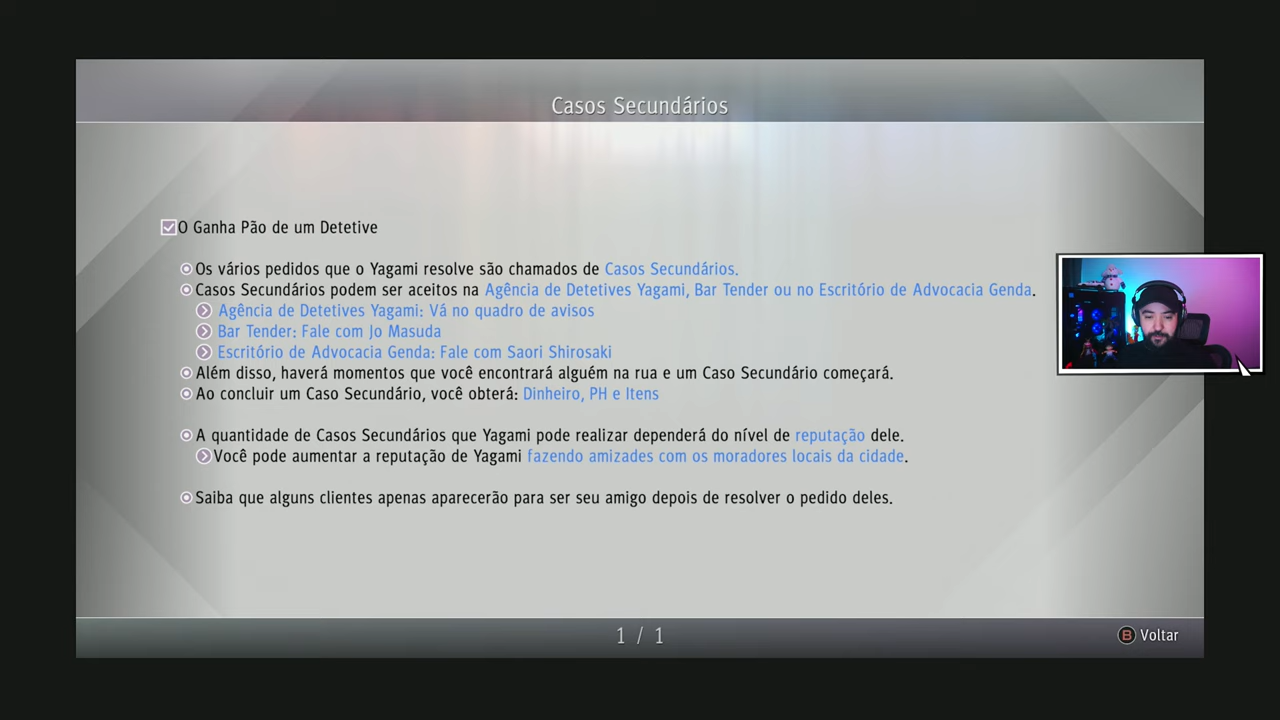 Casos Secundários
O Ganha Pão de um Detetive
Os vários pedidos que o Yagami resolve são chamados de Casos Secundários.
Casos Secundários podem ser aceitos na Agência de Detetives Yagami, Bar Tender ou no Escritório de Advocacia Genda.
Agência de Detetives Yagami: Vá no quadro de avisos
Bar Tender: Fale com Jo Masuda
Escritório de Advocacia Genda: Fale com Saori Shirosaki
Além disso, haverá momentos que você encontrará alguém na rua e um Caso Secundário começará.
Ao concluir um Caso Secundário, você obterá: Dinheiro, PH e Itens
A quantidade de Casos Secundários que Yagami pode realizar dependerá do nível de reputação dele.
Você pode aumentar a reputação de Yagami fazendo amizades com os moradores locais da cidade.
Saiba que alguns clientes apenas aparecerão para ser seu amigo depois de resolver o pedido deles.
1 / 1
B Voltar